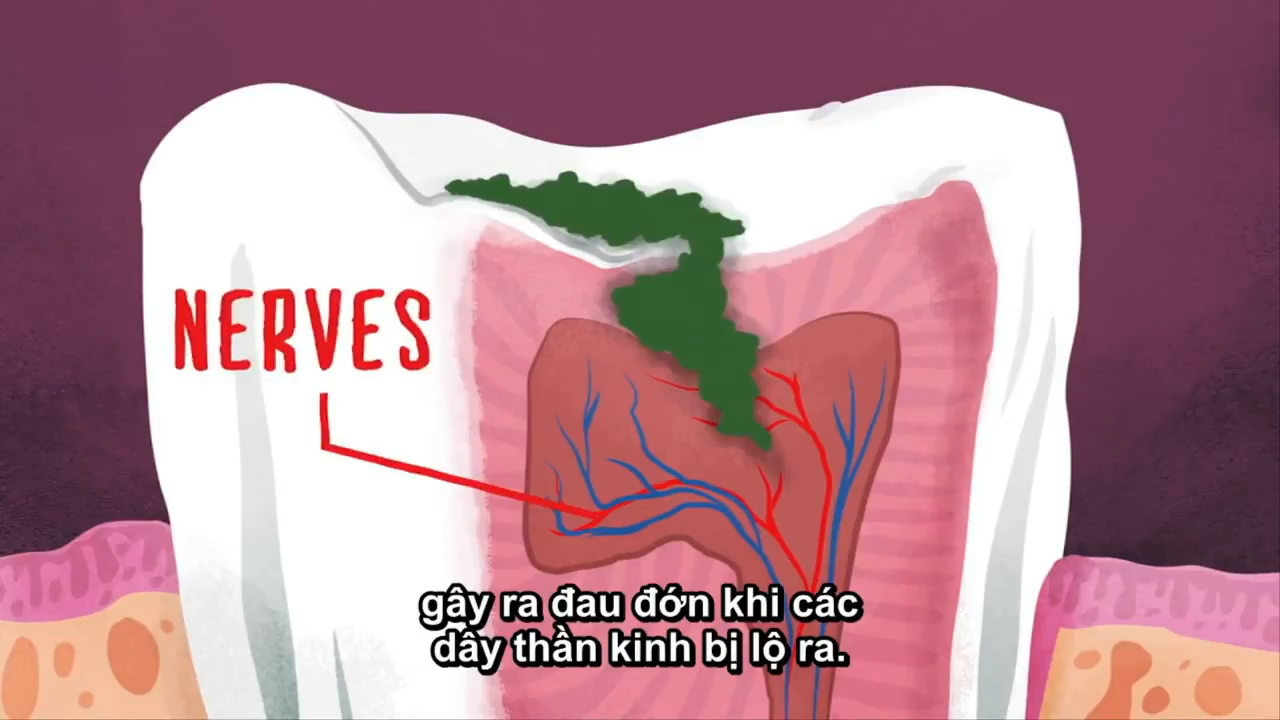 NERVES
gây ra đau đớn khi các
dây thần kinh bị lộ ra.